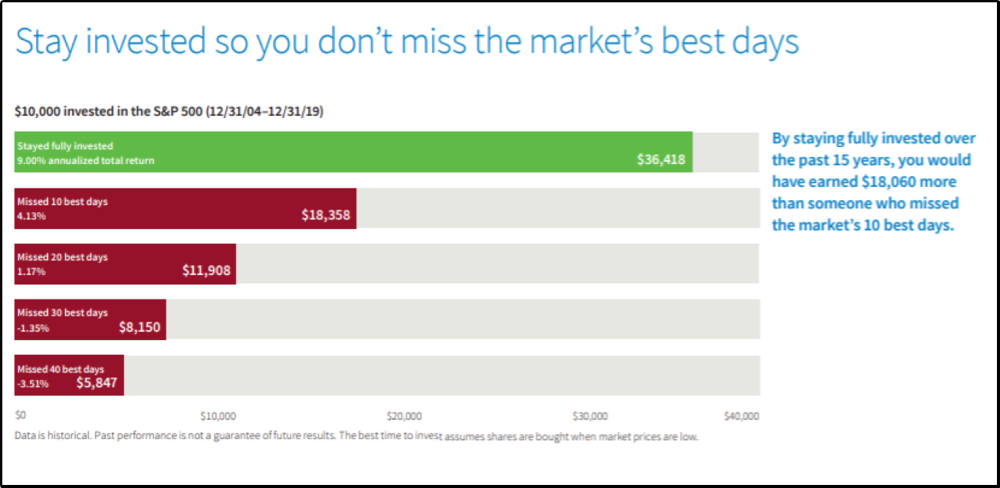 Stay invested so you don’t miss the market’s best days
$10,000 invested in the S&P 500 (12/31/04–12/31/19)
Stayed fully invested
9.00% annualized total return
$36,418
By staying fully invested over
the past 15 years, you would
have earned $18,060 more
than someone who missed
the market’s 10 best days.
Missed 10 best days
4.13%
$18,358
Missed 20 best days
1.17%
$11,908
Missed 30 best days
-1.35%
$8,150
Missed 40 best days
-3.51%
$5,847
$0
$10,000
$20,000
$30,000
$40,000
Data is historical. Past performance is not a guarantee of future results. The best time to invest assumes shares are bought when market prices are low.